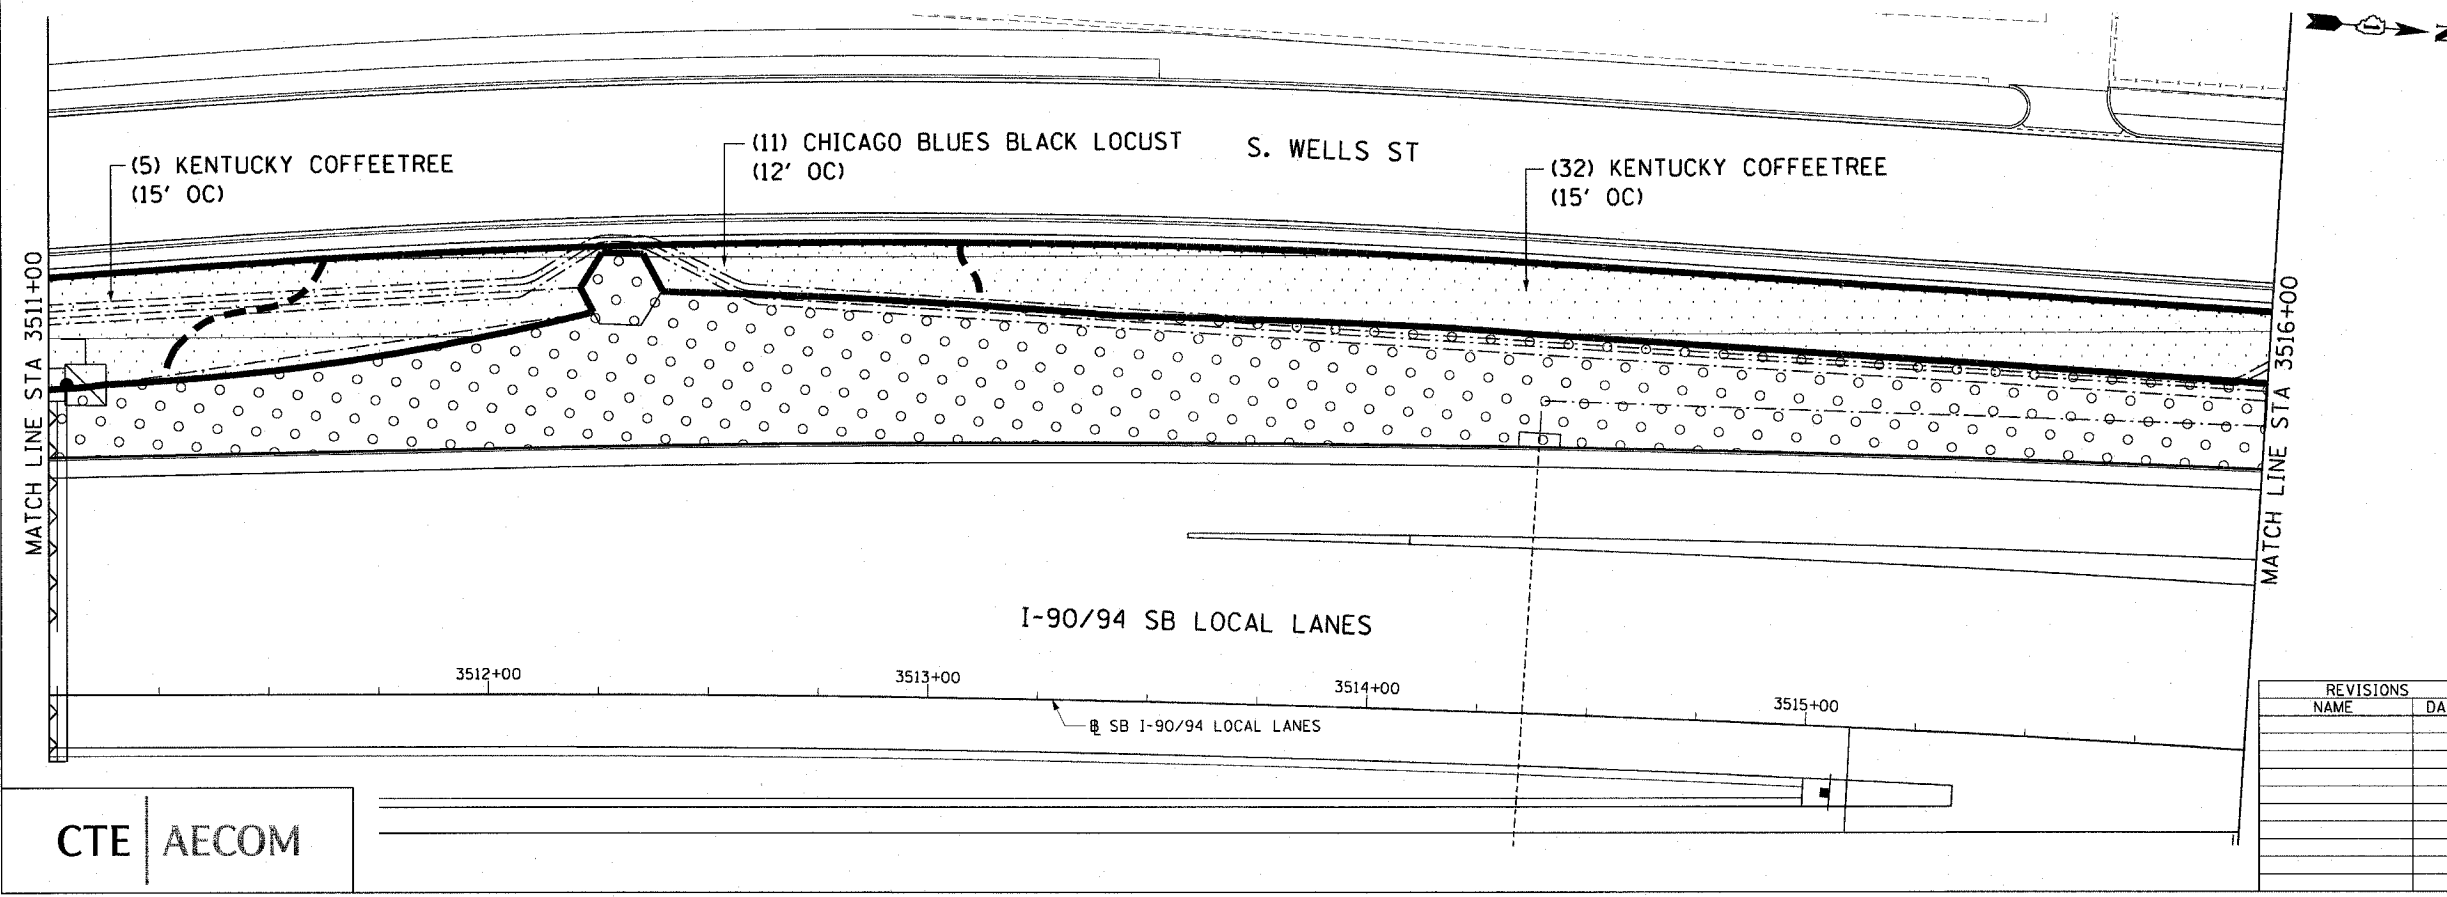 (5) KENTUCKY COFFEETREE
(15' OC)
(11) CHICAGO BLUES BLACK LOCUST
(12' OC)
S. WELLS ST
(32) KENTUCKY COFFEETREE
(15' OC)
MATCH LINE STA 3511+00
MATCH LINE STA 3516+00
I-90/94 SB LOCAL LANES
3512+00
3513+00
3514+00
3515+00
SB I-90/94 LOCAL LANES
REVISIONS
NAME
DA
CTE AECOM